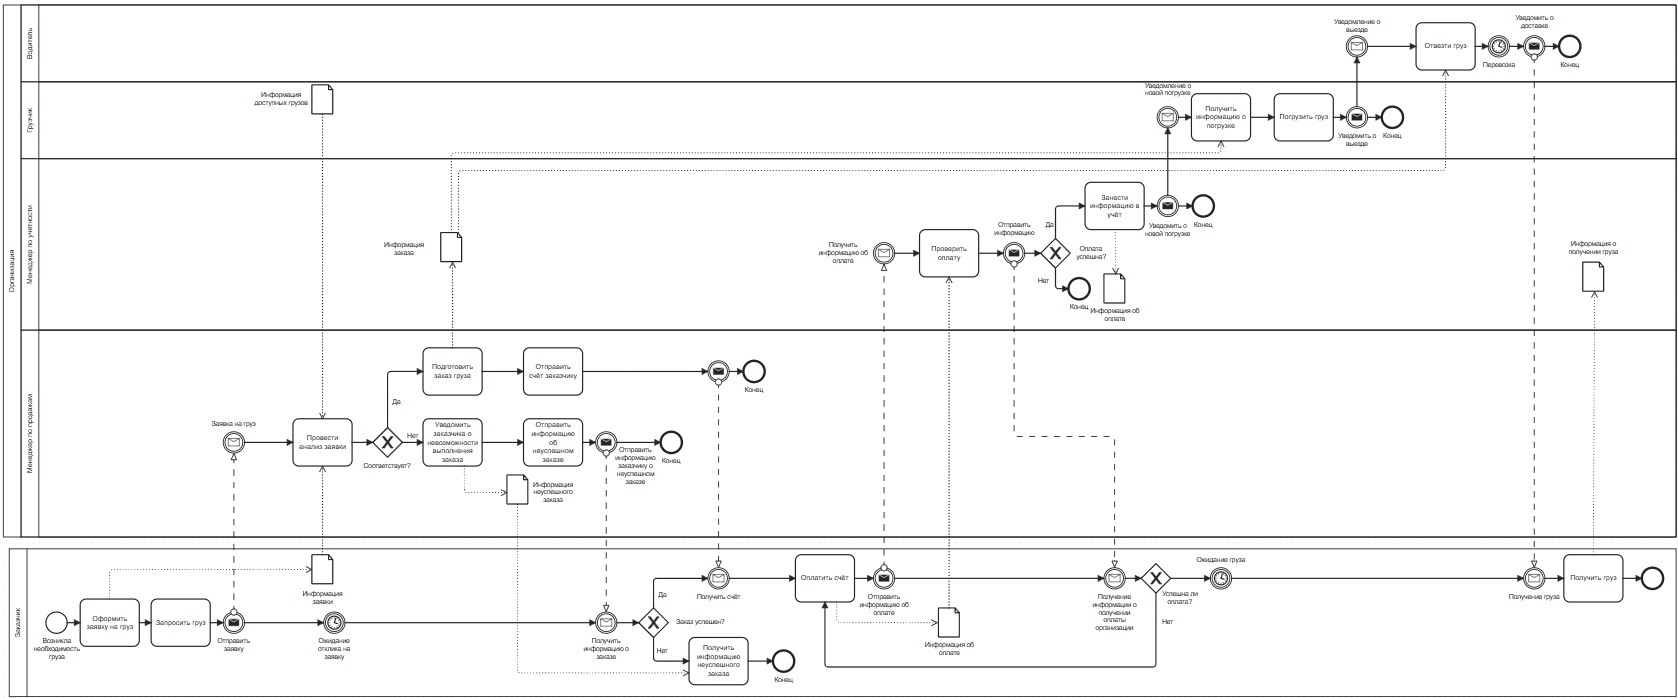 Организация
Водитель
Уведомление о
выезде
Отвезти груз
Перевозка
Уведомить о
доставке
Конец
Грузчик
Информация
доступных грузов
Уведомление о
новой погрузке
Получить
информацию о
погрузке
Погрузить груз
Уведомить о
выезде
Конец
Менеджер по учетности
Информация
заказа
Получить
информацию об
оплате
Проверить
оплату
Отправить
информацию
Да
Нет
Оплата
успешна?
Занести
информацию в
учёт
Уведомить о
новой погрузке
Конец
Конец
Информация об
оплате
Информация о
получении груза
Менеджер по продажам
Заявка на груз
Провести
анализ заявки
Соответствует?
Да
Нет
Подготовить
заказ груза
Отправить
счёт заказчику
Конец
Уведомить
заказчика о
невозможности
выполнения
заказа
Отправить
информацию
об
неуспешном
заказе
Отправить
информацию
заказчику о
неуспешном
заказе
Конец
Информация
неуспешного
заказа
Заказчик
Возникла
необходимость
груза
Оформить
заявку на груз
Запросить груз
Отправить
заявку
Информация
заявки
Ожидание
отклика на
заявку
Получить
информацию о
заказе
Да
Нет
Заказ успешен?
Получить счёт
Получить
информацию
неуспешного
заказа
Конец
Оплатить счёт
Отправить
информацию об
оплате
Информация об
оплате
Получение
информации о
получении
оплаты
организации
Успешна ли
оплата?
Нет
Ожидание груза
Получение груза
Получить груз